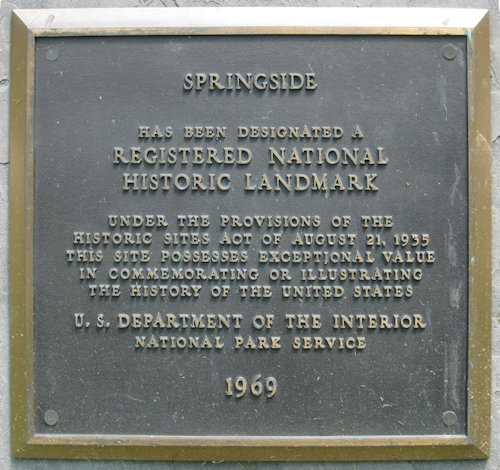 SPRINGSIDE
HAS BEEN DESIGNATED A
REGISTERED NATIONAL
HISTORIC LANDMARK
UNDER THE PROVISIONS OF THE
HISTORIC SITES ACT OF AUGUST 21, 1935
THIS SITE POSSESSES EXCEPTIONAL VALUE
IN COMMEMORATING OR ILLUSTRATING
THE HISTORY OF THE UNITED STATES
U. S. DEPARTMENT OF THE INTERIOR
NATIONAL PARK SERVICE
1969